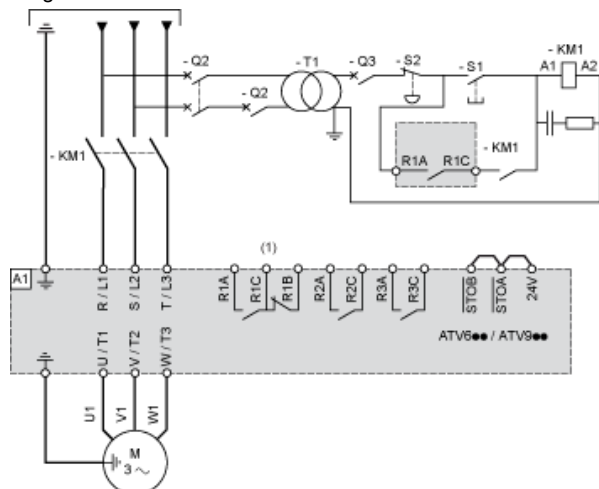 - Q2
- T1
- Q3
- S2
- S1
- KM1
A1
A2
- Q2
- KM1
R1A
R1C
- KM1
(1)
A1
R / L1
S / L2
T / L3
R1A
R1C
R1B
R2A
R2C
R3A
R3C
STOB
STOA
24V
ATV6●● / ATV9●●
U / T1
V / T2
W / T3
U1
V1
W1
M
3 ~